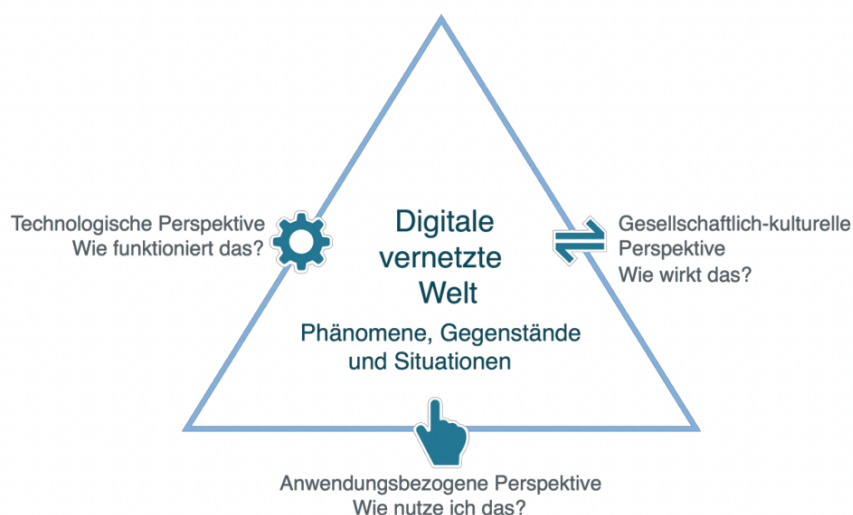 Technologische Perspektive
Wie funktioniert das?
Digitale
vernetzte
Welt
Phänomene, Gegenstände
und Situationen
Gesellschaftlich-kulturelle
Perspektive
Wie wirkt das?
Anwendungsbezogene Perspektive
Wie nutze ich das?